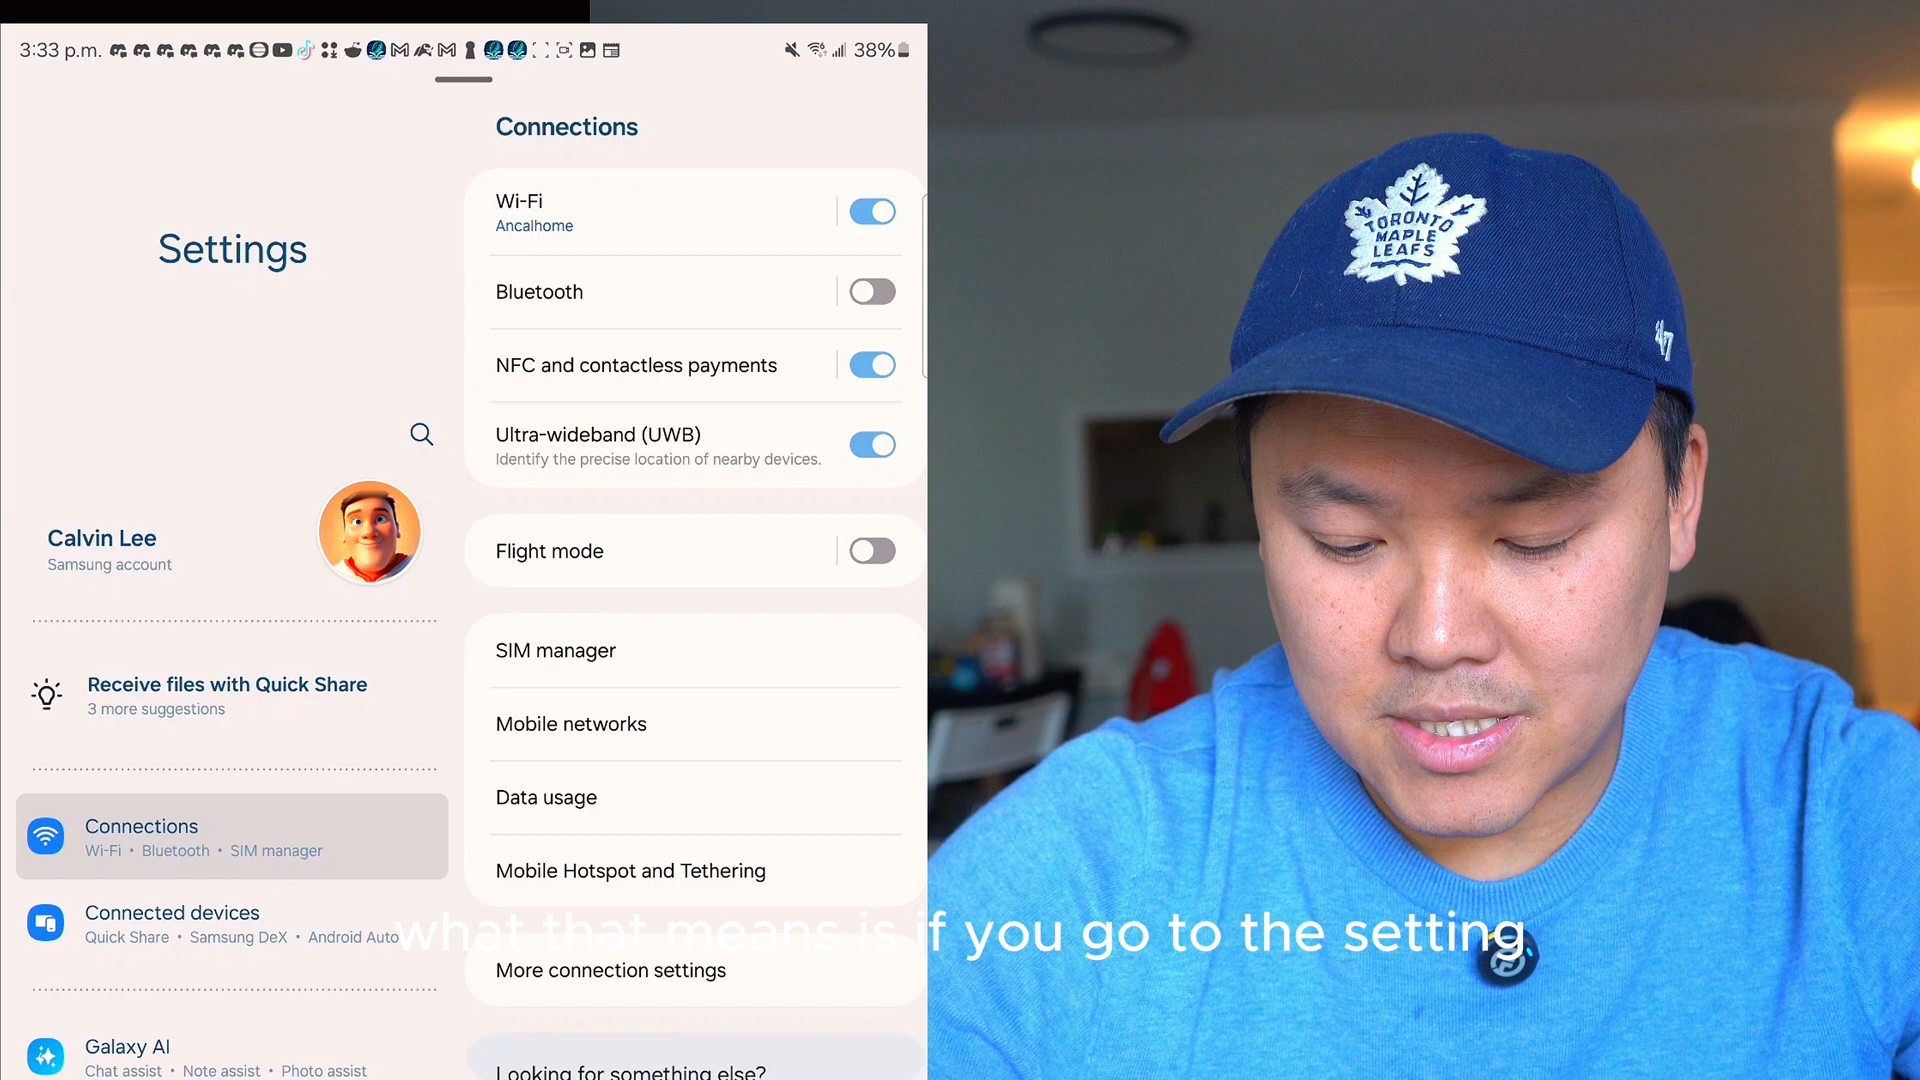 3:33 p.m.
38%
Settings
Calvin Lee
Samsung account
Receive files with Quick Share
3 more suggestions
Connections
Wi-Fi • Bluetooth • SIM manager
Connected devices
Quick Share • Samsung DeX • Android Auto
Galaxy AI
Chat assist • Note assist • Photo assist
Connections
Wi-Fi
Ancalhome
Bluetooth
NFC and contactless payments
Ultra-wideband (UWB)
Identify the precise location of nearby devices.
Flight mode
SIM manager
Mobile networks
Data usage
Mobile Hotspot and Tethering
More connection settings
Looking for something else?
what that means is if you go to the setting
TORONTO
MAPLE
LEAFS
47